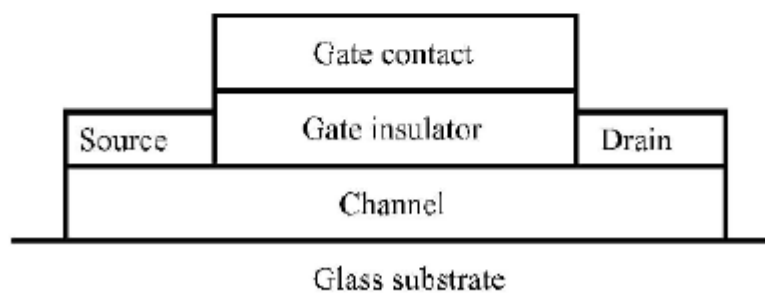 Gate contact
Source
Gate insulator
Drain
Channel
Glass substrate